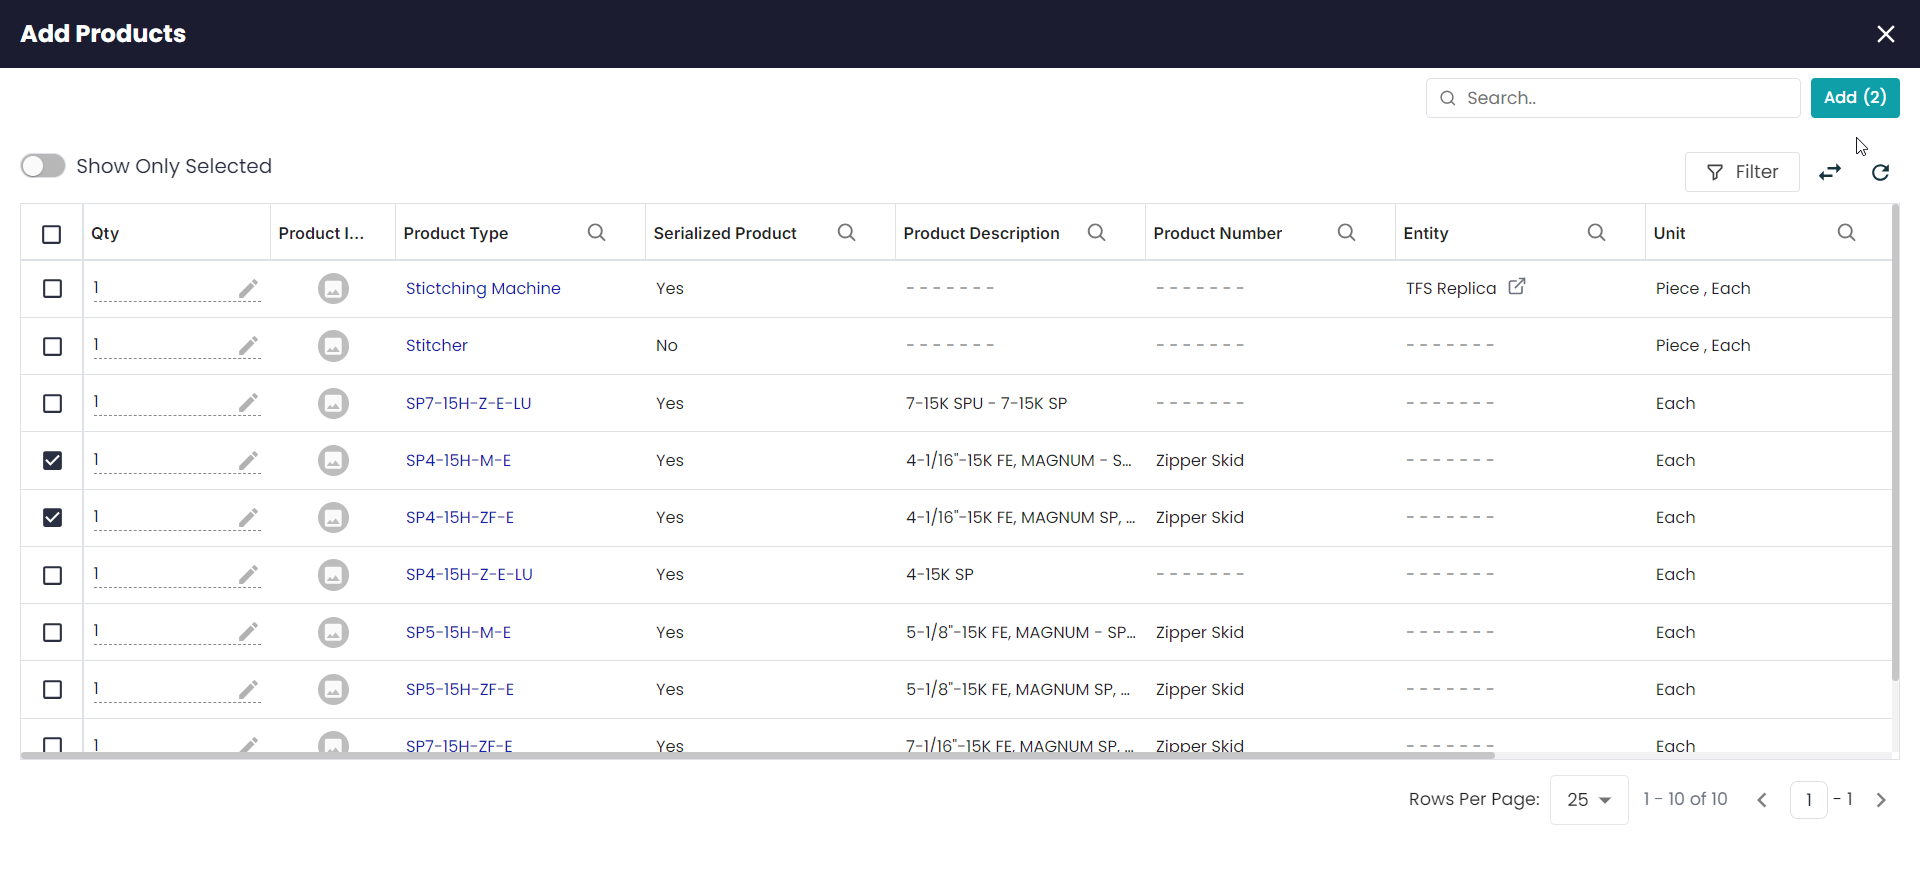 Add Products
Search..
Add (2)
Show Only Selected
Filter
Qty Product I... Product Type Serialized Product Product Description Product Number Entity Unit
1 Stictching Machine Yes ------- ------- TFS Replica Piece , Each
1 Stitcher No ------- ------- ------- Piece , Each
1 SP7-15H-Z-E-LU Yes 7-15K SPU - 7-15K SP ------- ------- Each
1 SP4-15H-M-E Yes 4-1/16"-15K FE, MAGNUM - S... Zipper Skid ------- Each
1 SP4-15H-ZF-E Yes 4-1/16"-15K FE, MAGNUM SP, ... Zipper Skid ------- Each
1 SP4-15H-Z-E-LU Yes 4-15K SP ------- ------- Each
1 SP5-15H-M-E Yes 5-1/8"-15K FE, MAGNUM - SP... Zipper Skid ------- Each
1 SP5-15H-ZF-E Yes 5-1/8"-15K FE, MAGNUM SP, ... Zipper Skid ------- Each
1 SP7-15H-ZF-E Yes 7-1/16"-15K FE, MAGNUM SP, ... Zipper Skid ------- Each
Rows Per Page: 25 1 - 10 of 10 1 - 1